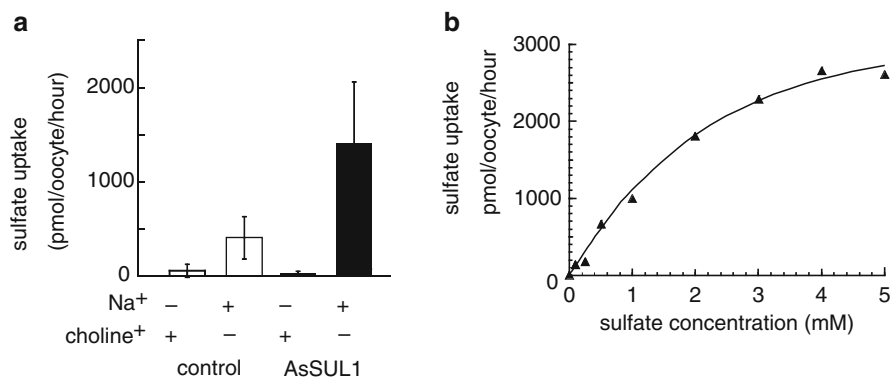 a
sulfate uptake
(pmol/oocyte/hour)
2000
1000
0
Na+ – + – +
choline+ + – + –
control AsSUL1
b
sulfate uptake
pmol/oocyte/hour
3000
2000
1000
0
0 1 2 3 4 5
sulfate concentration (mM)